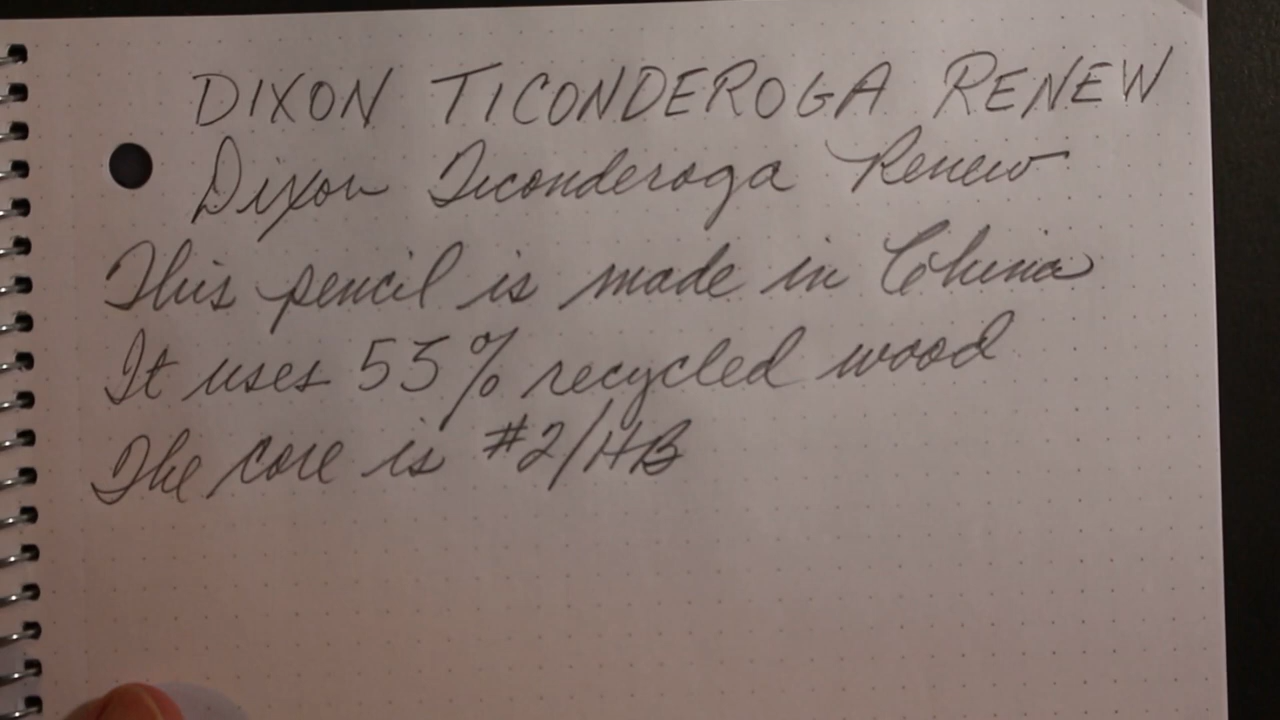 DIXON TICONDEROGA RENEW
Dixon Ticonderoga Renew
This pencil is made in China
It uses 53% recycled wood
The core is #2/HB